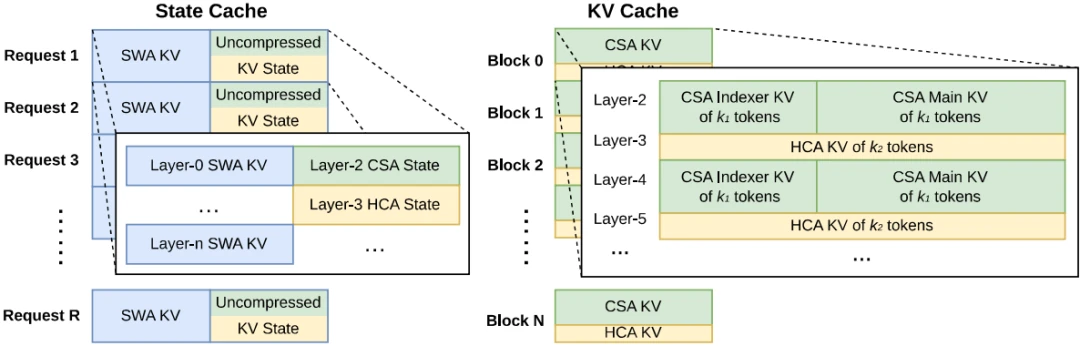 State Cache
Request 1
SWA KV
Uncompressed
KV State
Request 2
SWA KV
Uncompressed
KV State
Request 3
Layer-0 SWA KV
Layer-2 CSA State
...
Layer-3 HCA State
Layer-n SWA KV
...
Request R
SWA KV
Uncompressed
KV State
KV Cache
Block 0
CSA KV
HCA KV
Block 1
Block 2
Layer-2
CSA Indexer KV
of k₁ tokens
CSA Main KV
of k₁ tokens
Layer-3
HCA KV of k₂ tokens
Layer-4
CSA Indexer KV
of k₁ tokens
CSA Main KV
of k₁ tokens
Layer-5
HCA KV of k₂ tokens
...
...
Block N
CSA KV
HCA KV